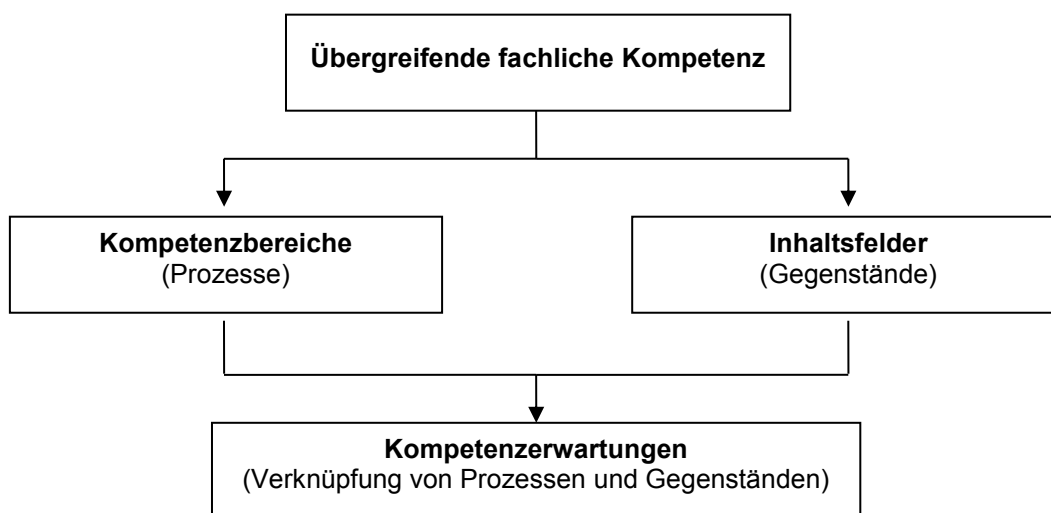 Übergreifende fachliche Kompetenz
Kompetenzbereiche
(Prozesse)
Inhaltsfelder
(Gegenstände)
Kompetenzerwartungen
(Verknüpfung von Prozessen und Gegenständen)